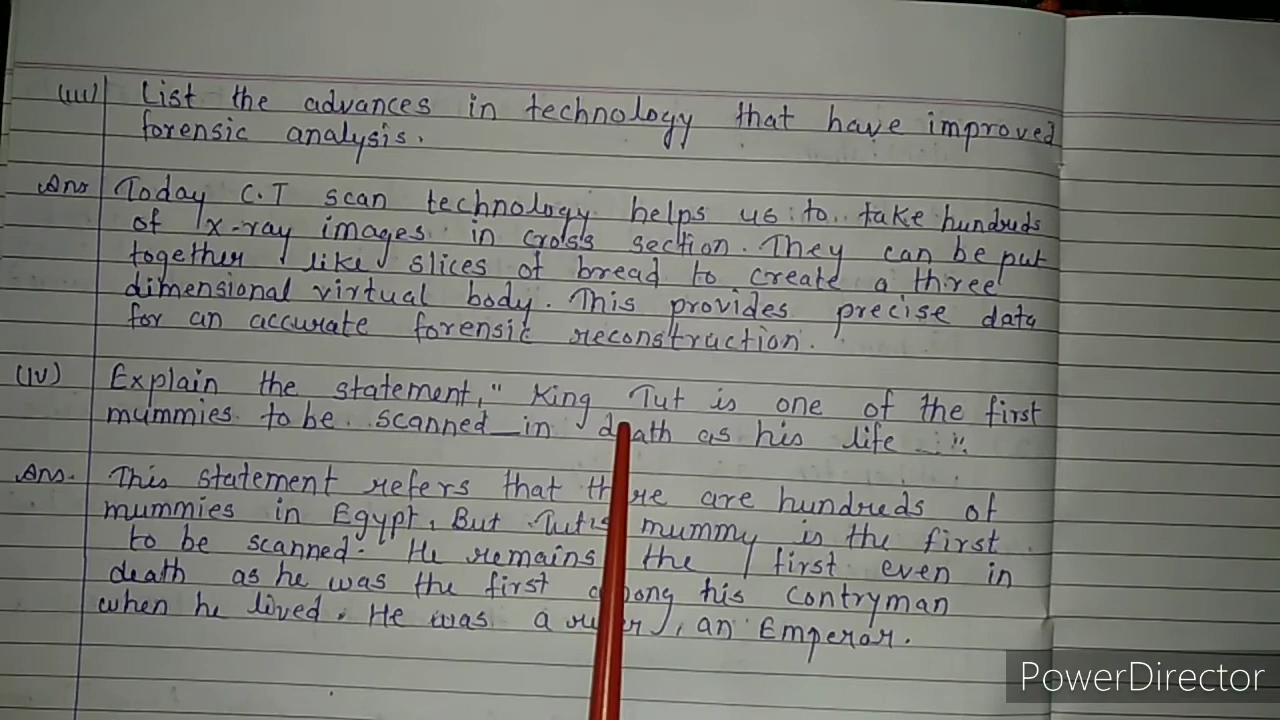 (iii) List the advances in technology that have improved
forensic analysis.
Ans Today C.T scan technology helps us to take hundreds
of X-ray images in cross section. They can be put
together like slices of bread to create a three
dimensional virtual body. This provides precise data
for an accurate forensic reconstruction.
(iv) Explain the statement, " King Tut is one of the first
mummies to be scanned in death as his life ...".
Ans. This statement refers that there are hundreds of
mummies in Egypt, But Tut's mummy is the first
to be scanned. He remains the first even in
death as he was the first among his contryman
when he lived. He was a ruler, an Emperar.
PowerDirector